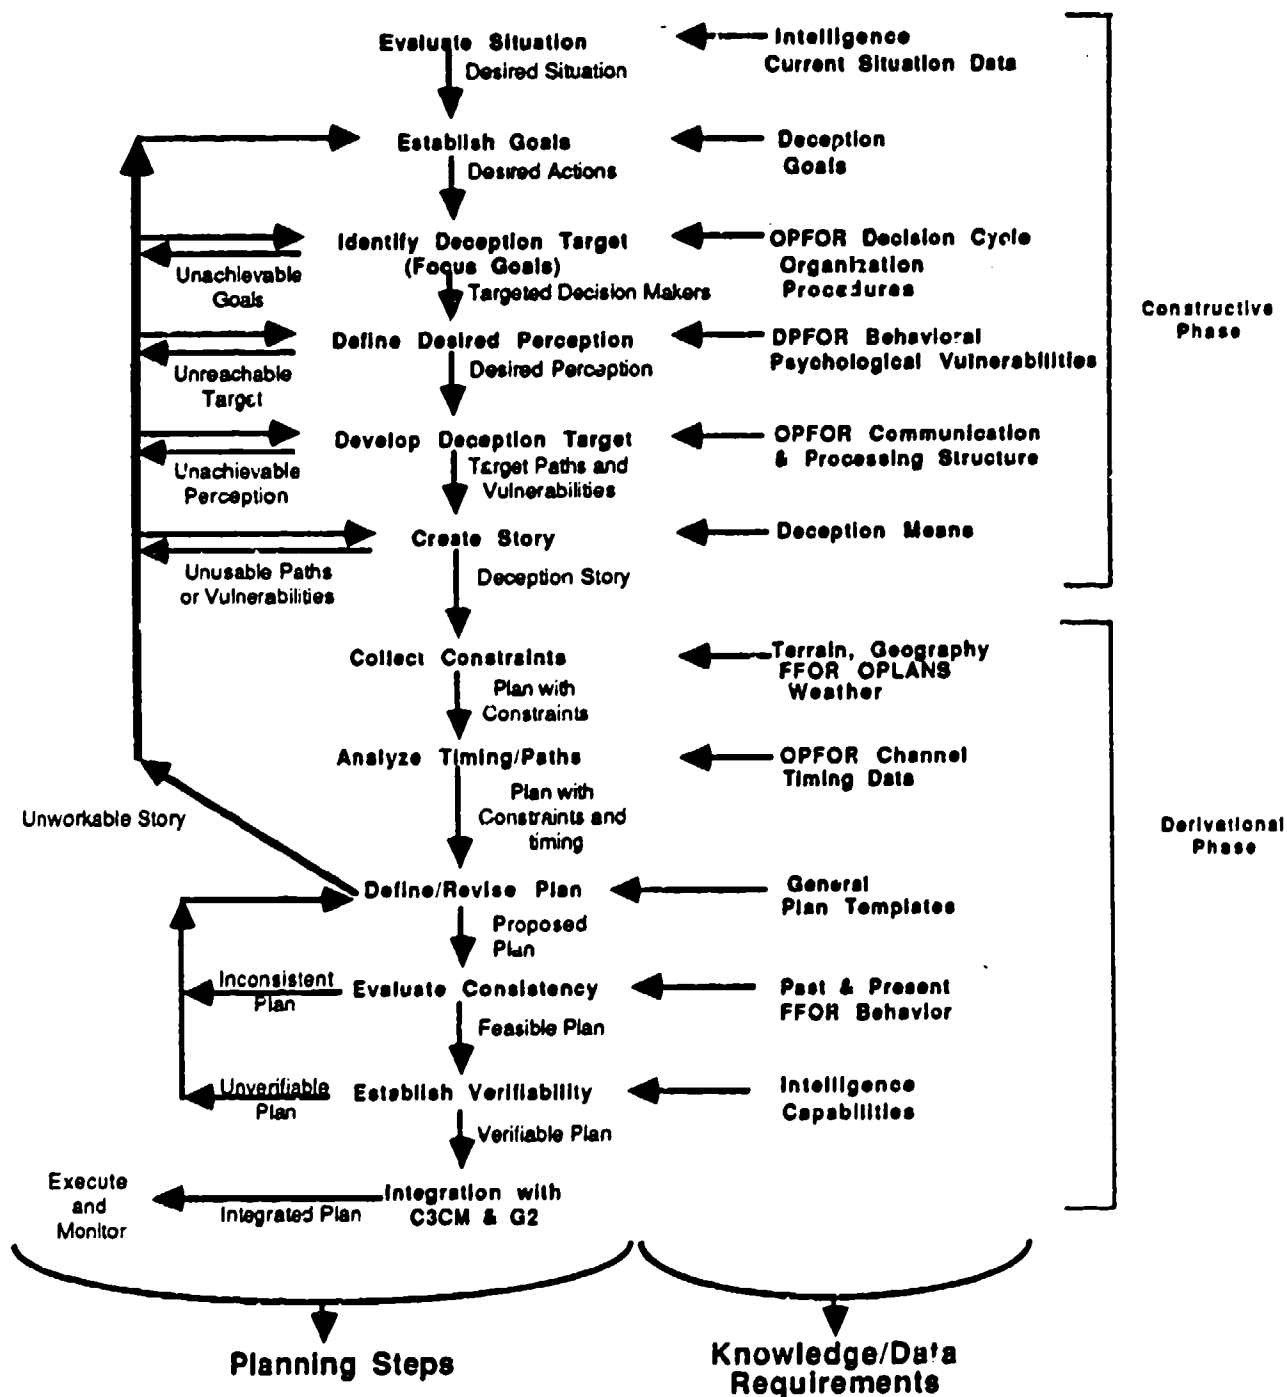 Evaluate Situation
Intelligence
Current Situation Data
Desired Situation
Establish Goals
Deception
Goals
Desired Actions
Identify Deception Target
(Focus Goals)
OPFOR Decision Cycle
Organization
Procedures
Unachievable
Goals
Targeted Decision Makers
Define Desired Perception
DPFOR Behavioral
Psychological Vulnerabilities
Unreachable
Target
Desired Perception
Develop Deception Target
OPFOR Communication
& Processing Structure
Unachievable
Perception
Target Paths and
Vulnerabilities
Create Story
Deception Means
Unusable Paths
or Vulnerabilities
Deception Story
Constructive
Phase
Collect Constraints
Terrain, Geography
FFOR OPLANS
Weather
Plan with
Constraints
Analyze Timing/Paths
OPFOR Channel
Timing Data
Plan with
Constraints and
timing
Unworkable Story
Define/Revise Plan
General
Plan Templates
Proposed
Plan
Inconsistent
Plan
Evaluate Consistency
Past & Present
FFOR Behavior
Feasible Plan
Unverifiable
Plan
Establish Verifiability
Intelligence
Capabilities
Verifiable Plan
Execute
and
Monitor
Integrated Plan
Integration with
C3CM & G2
Derivational
Phase
Planning Steps
Knowledge/Data
Requirements